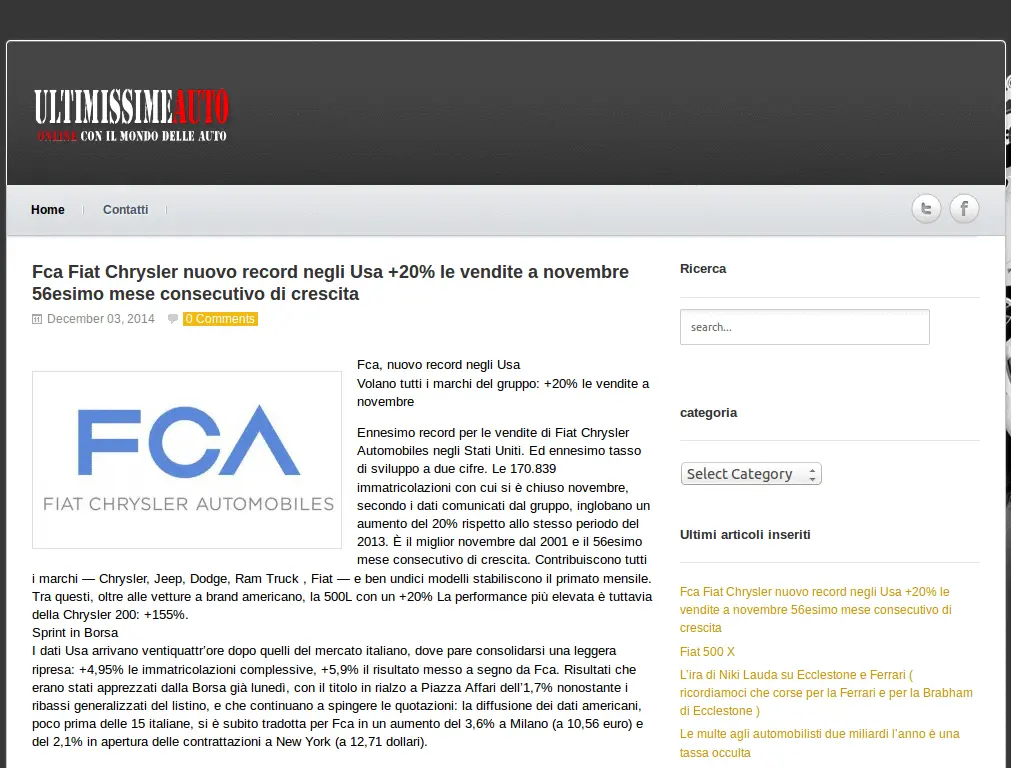 ULTIMISSIMEAUTO
ONLINE CON IL MONDO DELLE AUTO
Home
Contatti
Fca Fiat Chrysler nuovo record negli Usa +20% le vendite a novembre
56esimo mese consecutivo di crescita
December 03, 2014
0 Comments
FCA
FIAT CHRYSLER AUTOMOBILES
Fca, nuovo record negli Usa
Volano tutti i marchi del gruppo: +20% le vendite a
novembre
Ennesimo record per le vendite di Fiat Chrysler
Automobiles negli Stati Uniti. Ed ennesimo tasso
di sviluppo a due cifre. Le 170.839
immatricolazioni con cui si è chiuso novembre,
secondo i dati comunicati dal gruppo, inglobano un
aumento del 20% rispetto allo stesso periodo del
2013. È il miglior novembre dal 2001 e il 56esimo
mese consecutivo di crescita. Contribuiscono tutti
i marchi — Chrysler, Jeep, Dodge, Ram Truck , Fiat — e ben undici modelli stabiliscono il primato mensile.
Tra questi, oltre alle vetture a brand americano, la 500L con un +20% La performance più elevata è tuttavia
della Chrysler 200: +155%.
Sprint in Borsa
I dati Usa arrivano ventiquattr’ore dopo quelli del mercato italiano, dove pare consolidarsi una leggera
ripresa: +4,95% le immatricolazioni complessive, +5,9% il risultato messo a segno da Fca. Risultati che
erano stati apprezzati dalla Borsa già lunedì, con il titolo in rialzo a Piazza Affari dell’1,7% nonostante i
ribassi generalizzati del listino, e che continuano a spingere le quotazioni: la diffusione dei dati americani,
poco prima delle 15 italiane, si è subito tradotta per Fca in un aumento del 3,6% a Milano (a 10,56 euro) e
del 2,1% in apertura delle contrattazioni a New York (a 12,71 dollari).
Ricerca
search...
categoria
Select Category
Ultimi articoli inseriti
Fca Fiat Chrysler nuovo record negli Usa +20% le
vendite a novembre 56esimo mese consecutivo di
crescita
Fiat 500 X
L’ira di Niki Lauda su Ecclestone e Ferrari (
ricordiamoci che corse per la Ferrari e per la Brabham
di Ecclestone )
Le multe agli automobilisti due miliardi l’anno è una
tassa occulta